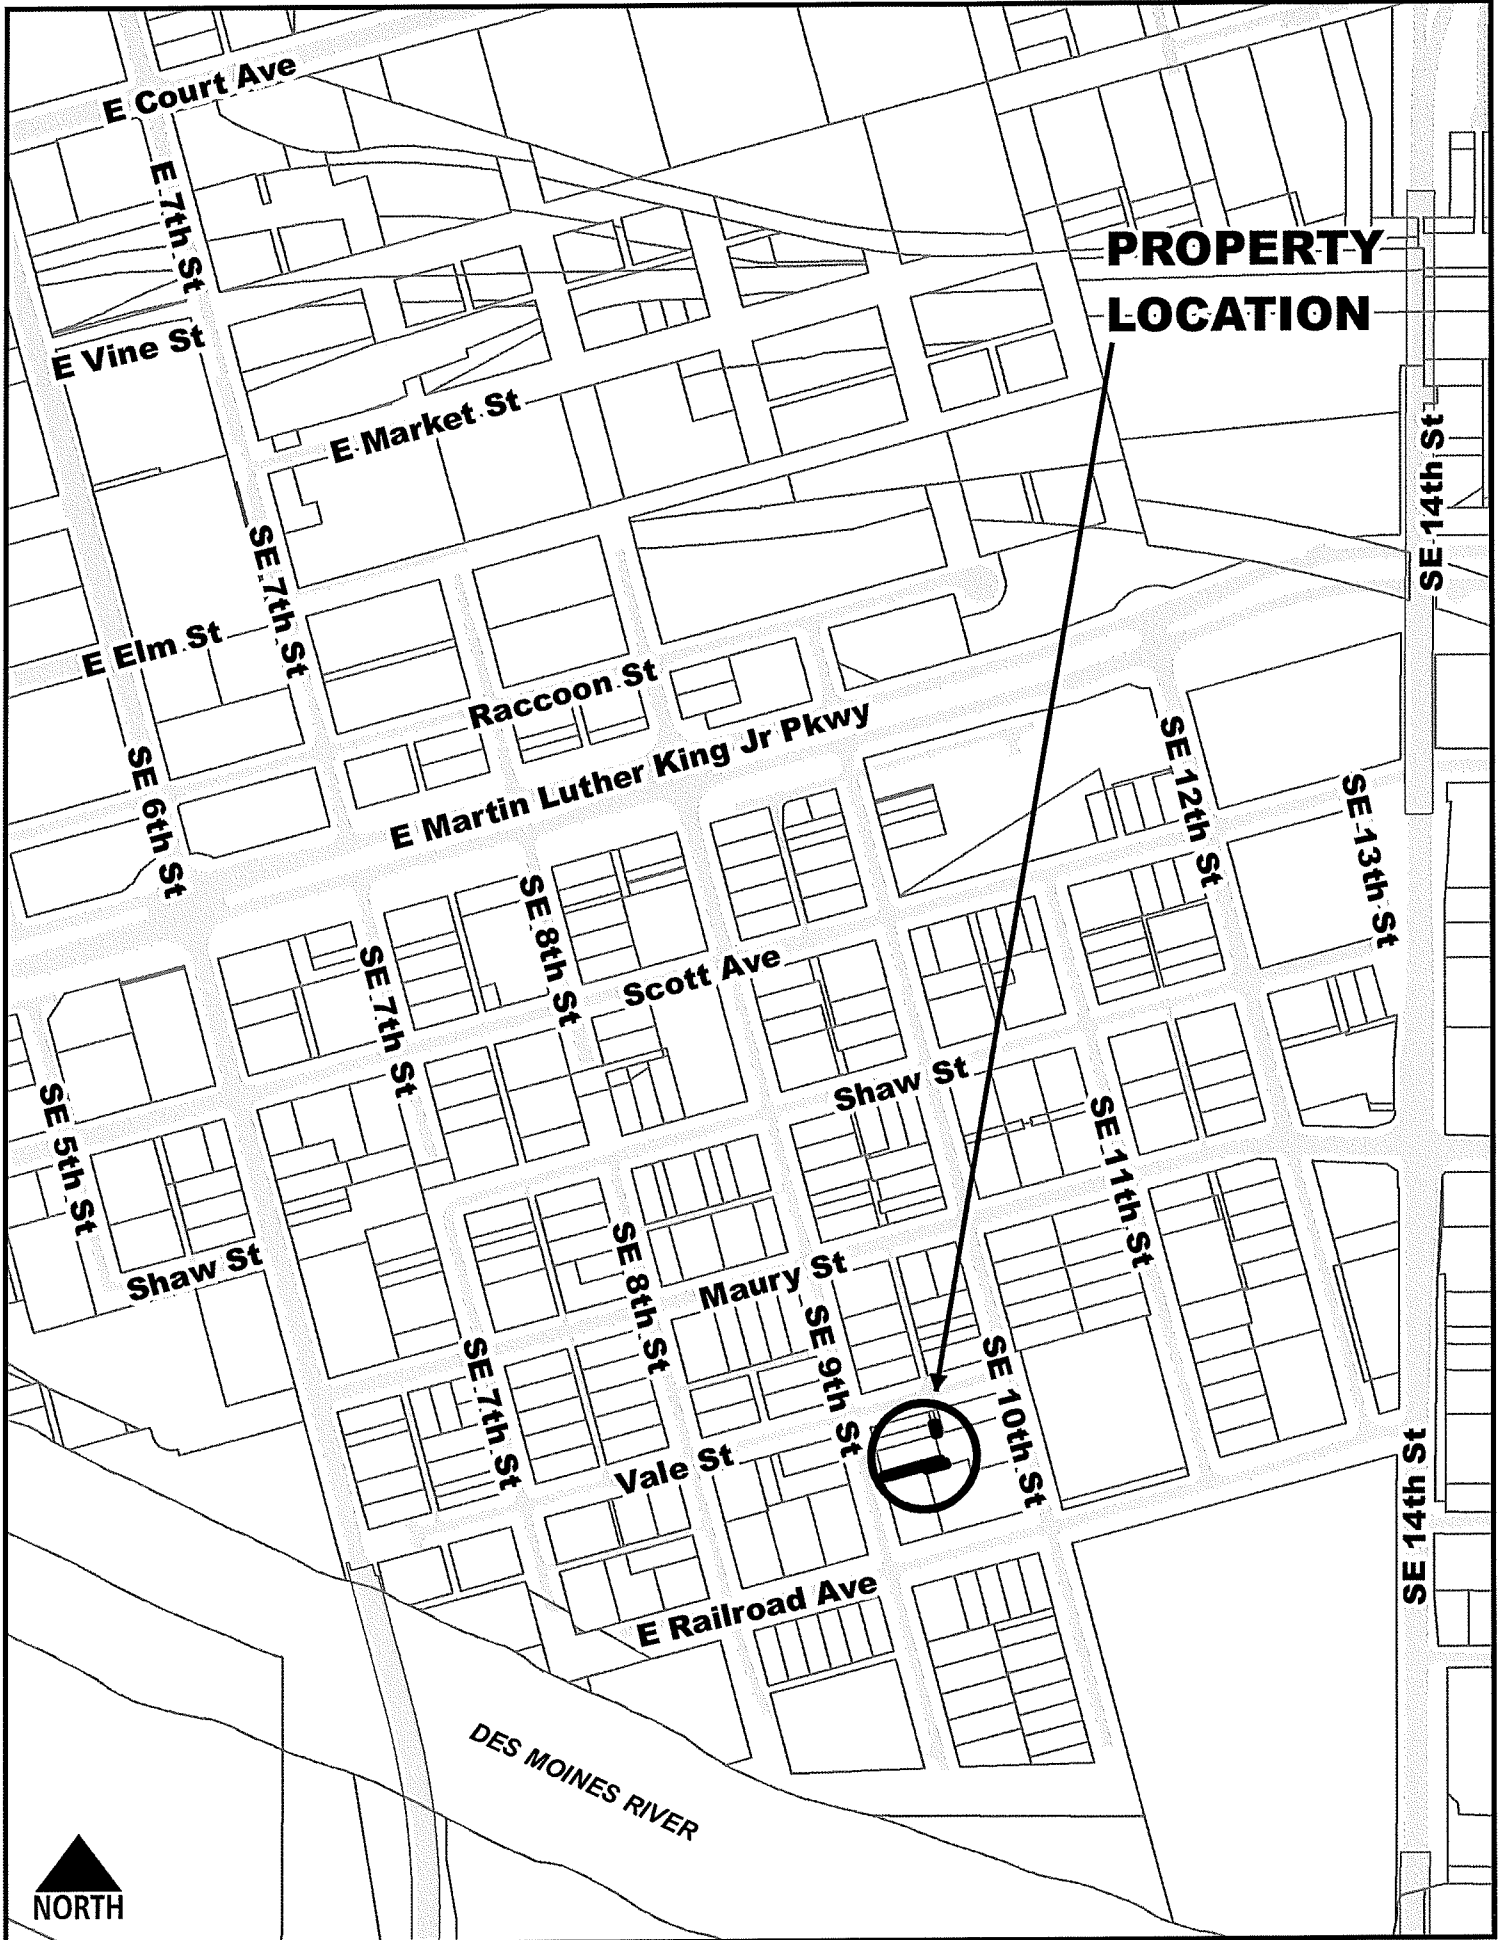 E Court Ave
E 7th St
PROPERTY
LOCATION
E Vine St
E Market St
SE 14th St
SE 7th St
E Elm St
Raccoon St
E Martin Luther King Jr Pkwy
SE 6th St
SE 12th St
SE 13th St
SE 8th St
Scott Ave
SE 7th St
Shaw St
SE 5th St
SE 11th St
Shaw St
SE 8th St
Maury St
SE 9th St
SE 7th St
SE 10th St
Vale St
SE 14th St
E Railroad Ave
DES MOINES RIVER
NORTH